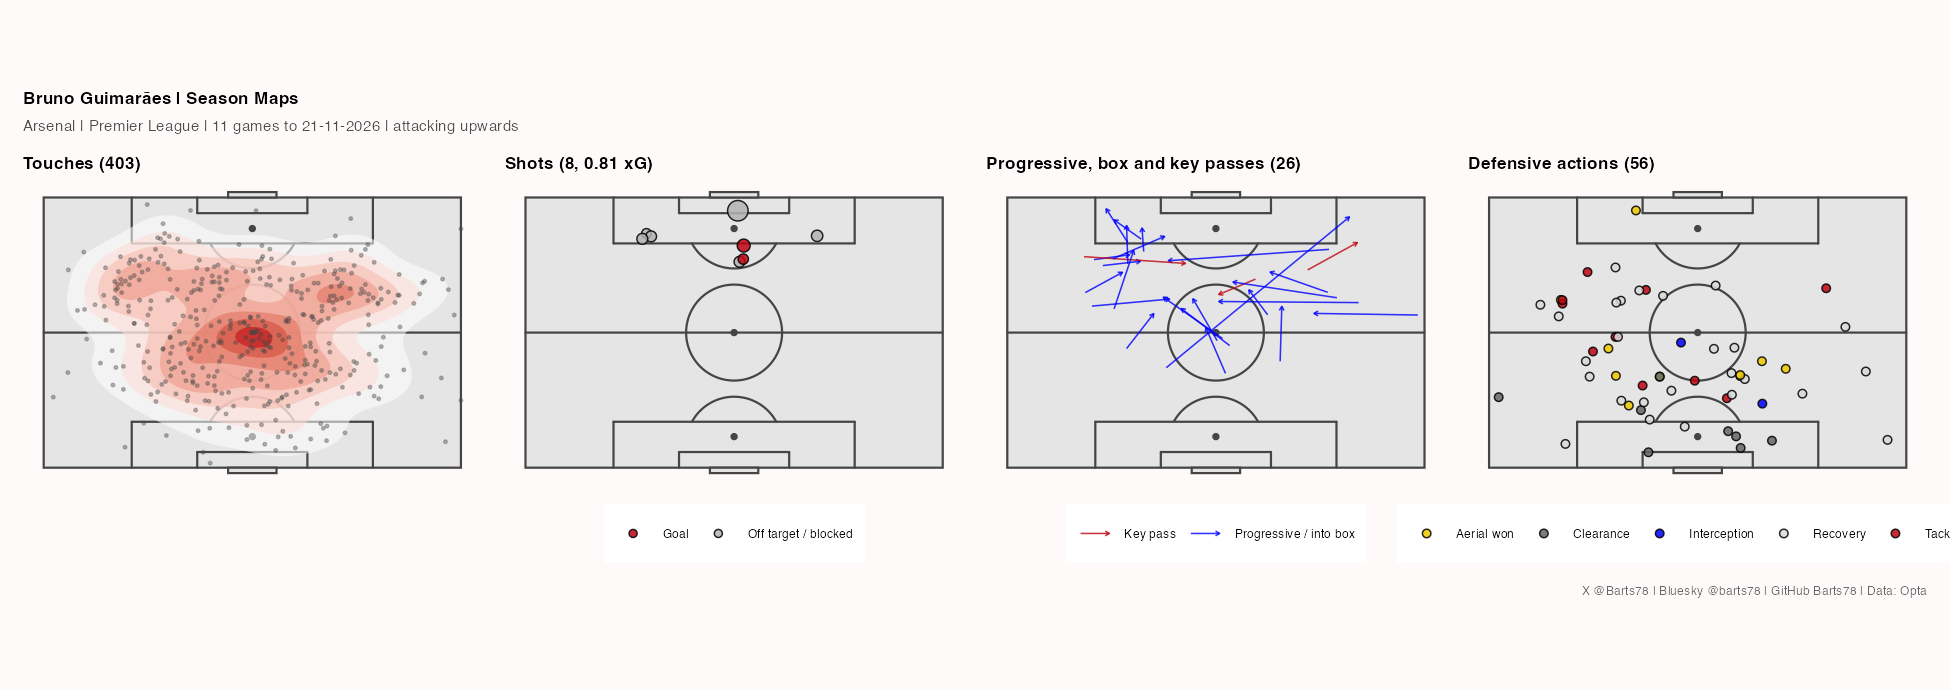 Bruno Guimarães | Season Maps
Arsenal | Premier League | 11 games to 21-11-2026 | attacking upwards
Touches (403)
Shots (8, 0.81 xG)
Progressive, box and key passes (26)
Defensive actions (56)
Goal
Off target / blocked
Key pass
Progressive / into box
Aerial won
Clearance
Interception
Recovery
Tack
X @Barts78 | Bluesky @barts78 | GitHub Barts78 | Data: Opta